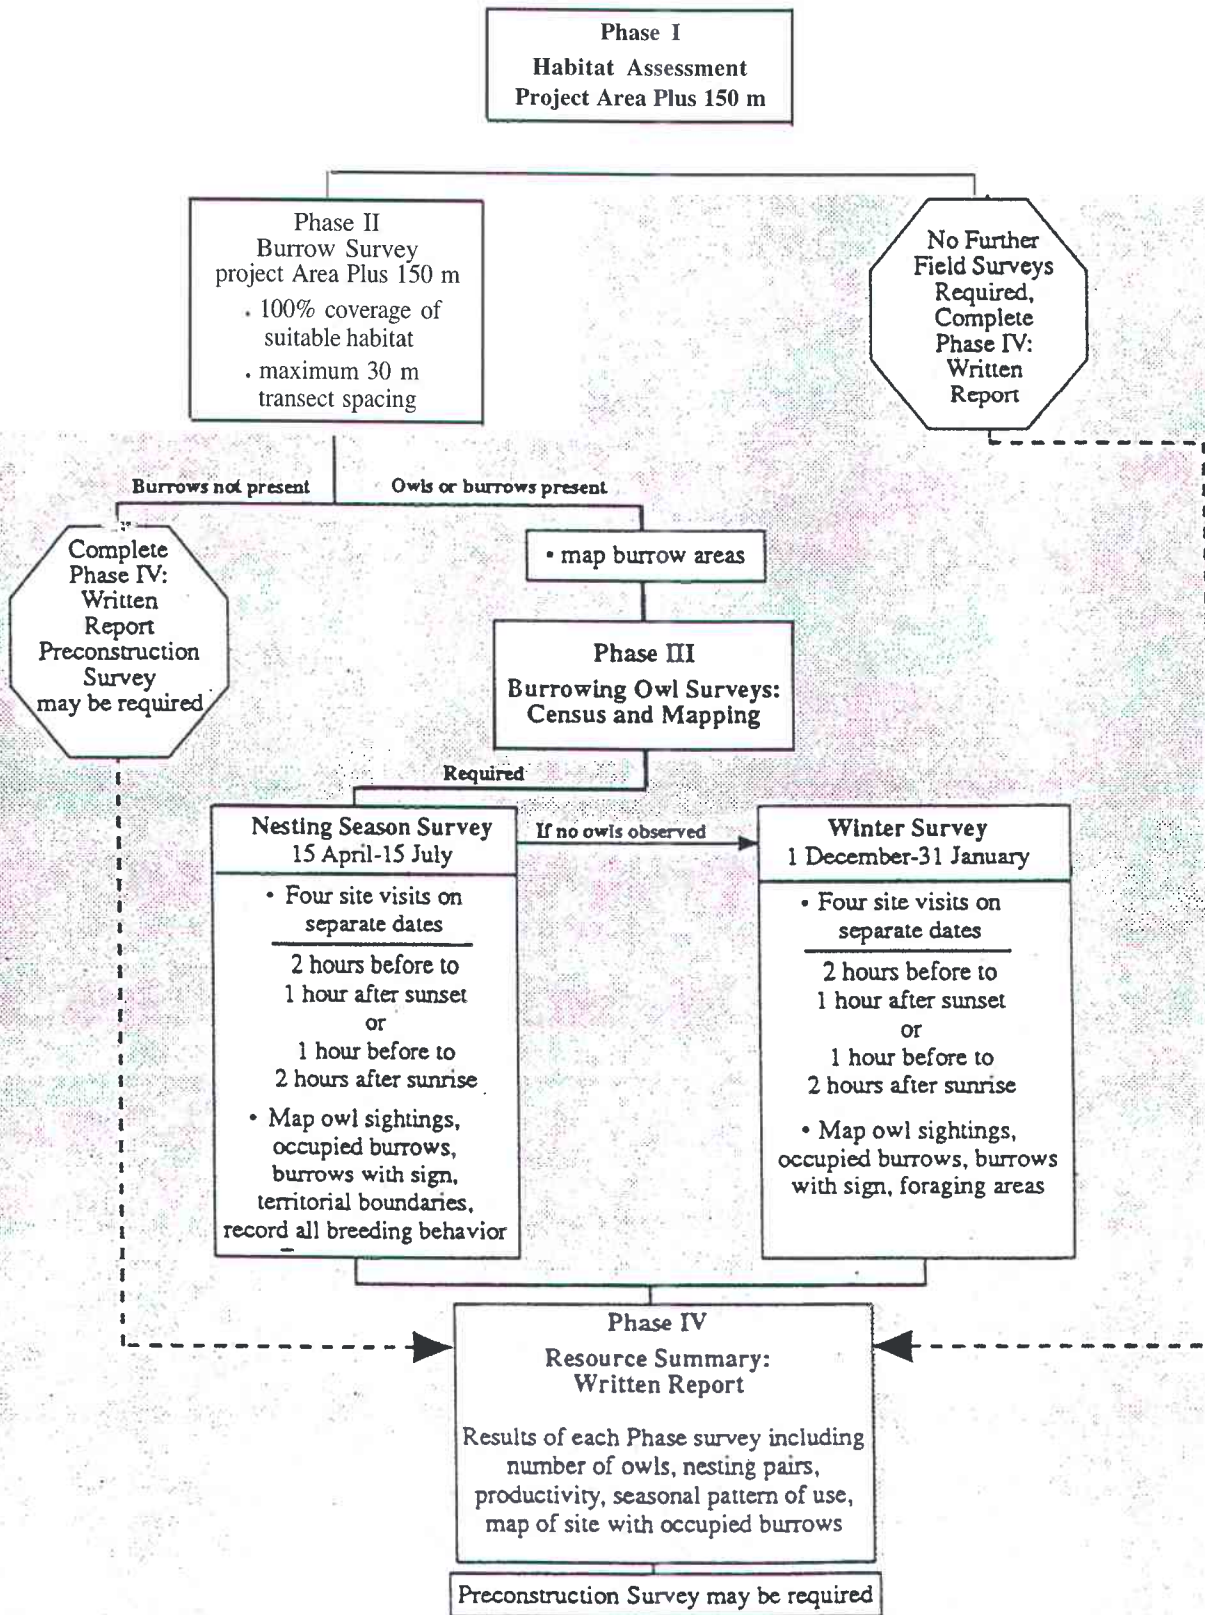 Phase I
Habitat Assessment
Project Area Plus 150 m
Phase II
Burrow Survey
project Area Plus 150 m
. 100% coverage of
suitable habitat
. maximum 30 m
transect spacing
No Further
Field Surveys
Required,
Complete
Phase IV:
Written
Report
Burrows not present
Owls or burrows present
Complete
Phase IV:
Written
Report
Preconstruction
Survey
may be required
• map burrow areas
Phase III
Burrowing Owl Surveys:
Census and Mapping
Required
Nesting Season Survey
15 April-15 July
• Four site visits on
separate dates
2 hours before to
1 hour after sunset
or
1 hour before to
2 hours after sunrise
• Map owl sightings,
occupied burrows,
burrows with sign,
territorial boundaries,
record all breeding behavior
If no owls observed
Winter Survey
1 December-31 January
• Four site visits on
separate dates
2 hours before to
1 hour after sunset
or
1 hour before to
2 hours after sunrise
• Map owl sightings,
occupied burrows, burrows
with sign, foraging areas
Phase IV
Resource Summary:
Written Report
Results of each Phase survey including
number of owls, nesting pairs,
productivity, seasonal pattern of use,
map of site with occupied burrows
Preconstruction Survey may be required